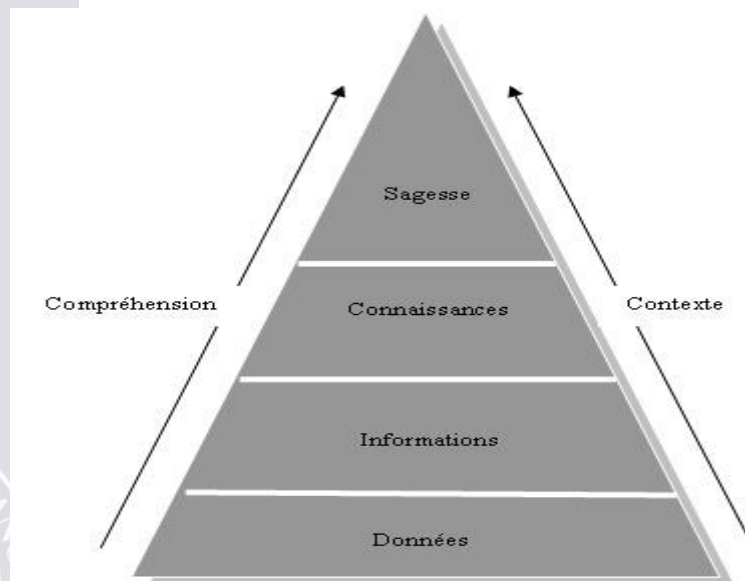 Sagesse
Compréhension
Connaissances
Contexte
Informations
Données